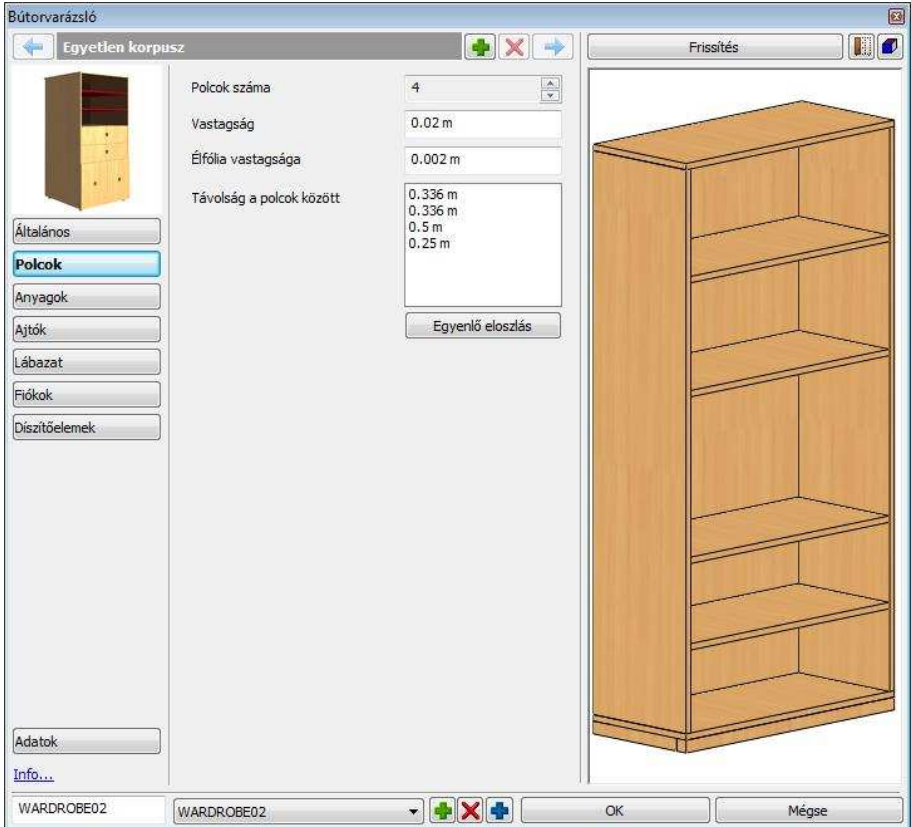 Bútorvarázsló
Egyetlen korpusz
Frissítés
Polcok száma
4
Vastagság
0.02 m
Élfólia vastagsága
0.002 m
Távolság a polcok között
0.336 m
0.336 m
0.5 m
0.25 m
Egyenlő eloszlás
Általános
Polcok
Anyagok
Ajtók
Lábazat
Fiókok
Díszítőelemek
Adatok
Info...
WARDROBE02
WARDROBE02
OK
Mégse